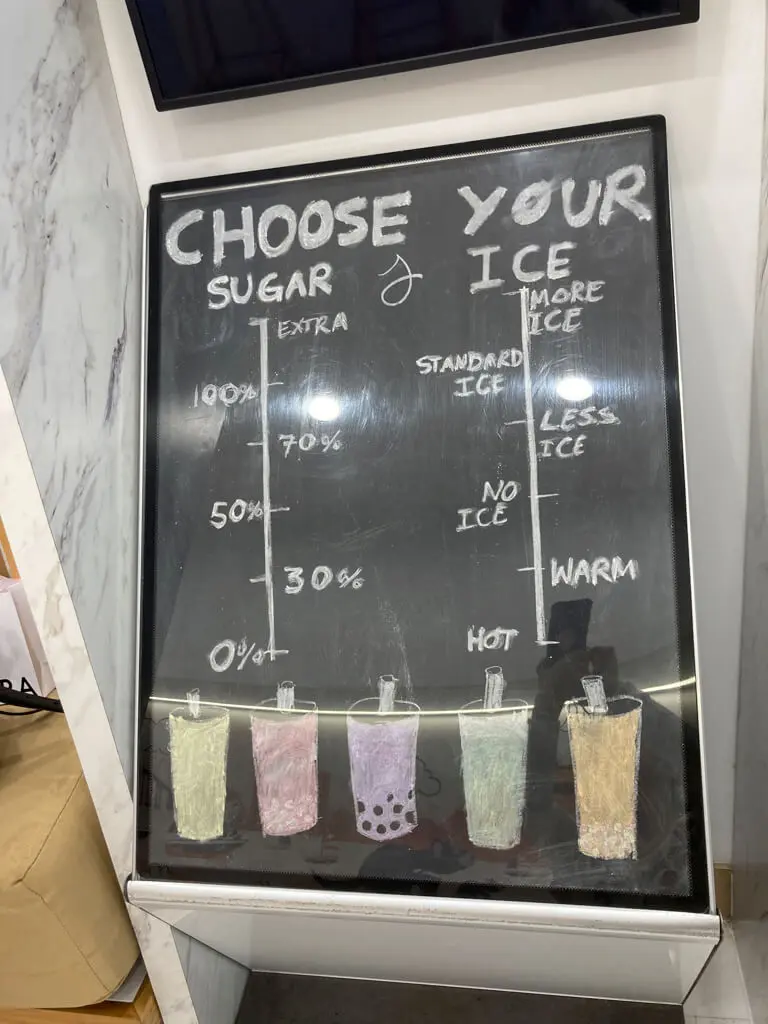 CHOOSE YOUR
SUGAR & ICE
EXTRA
100%
70%
50%
30%
0%
MORE
ICE
STANDARD
ICE
LESS
ICE
NO
ICE
WARM
HOT
RA